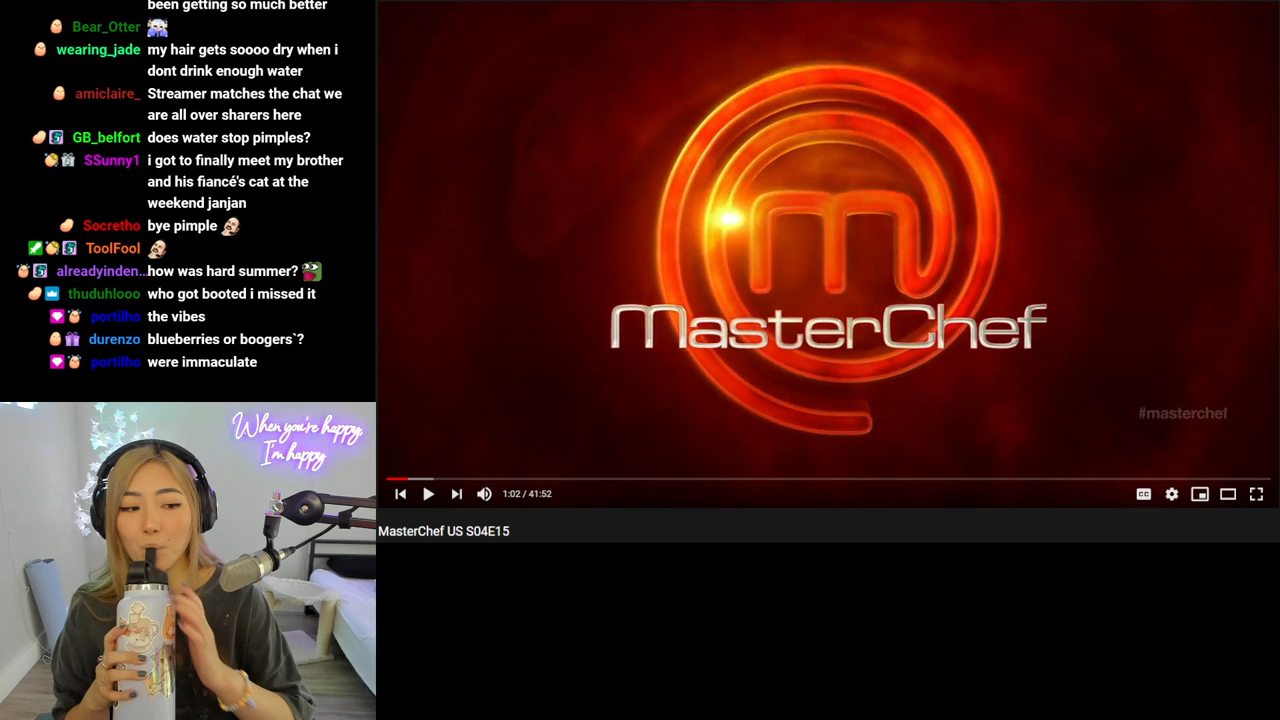 been getting so much better
Bear_Otter
wearing_jade my hair gets soooo dry when i
dont drink enough water
amiclaire_ Streamer matches the chat we
are all over sharers here
GB_belfort does water stop pimples?
SSunny1 i got to finally meet my brother
and his fiancé's cat at the
weekend janjan
Socretho bye pimple
ToolFool
alreadyinden... how was hard summer?
thuduhlooo who got booted i missed it
portilho the vibes
durenzo blueberries or boogers`?
portilho were immaculate
When you're happy,
I'm happy
m
MasterChef
#masterchef
1:02 / 41:52
CC
MasterChef US S04E15